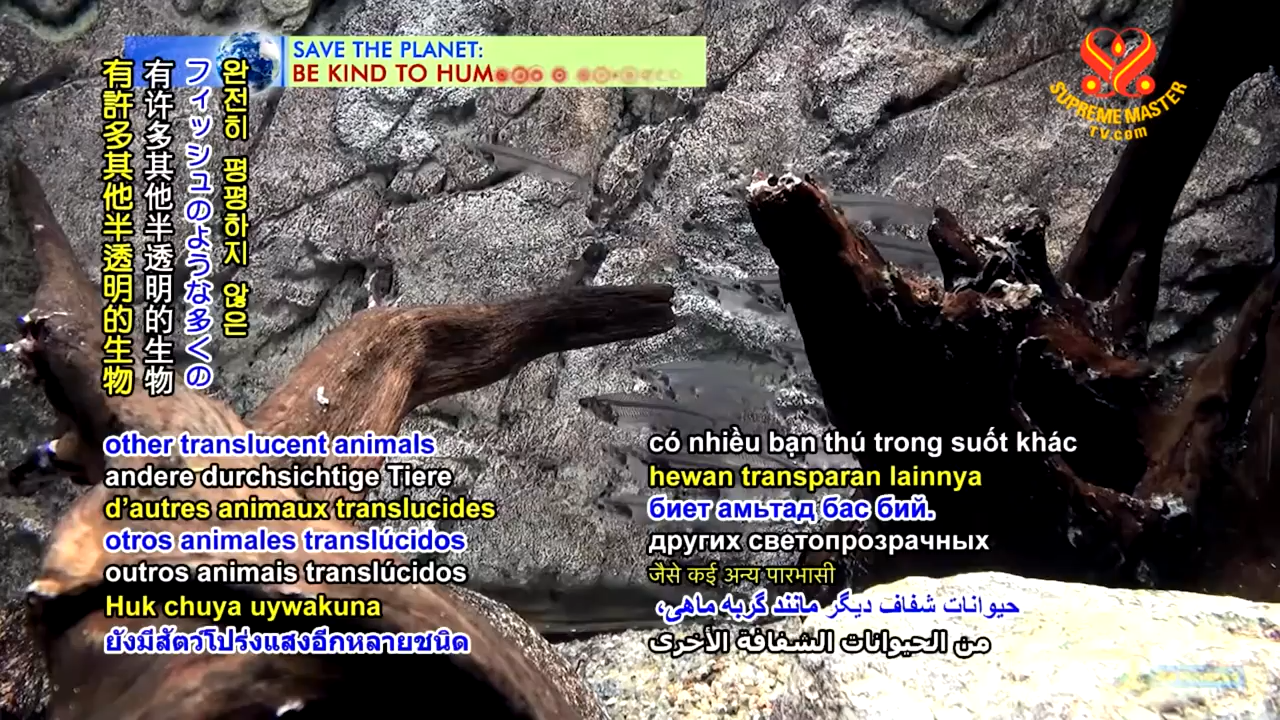 SAVE THE PLANET:
BE KIND TO HUM
SUPREME MASTER
TV.com
완전히 평평하지 않은
フィッシュのような多くの
有许多其他半透明的生物
有許多其他半透明的生物
other translucent animals
andere durchsichtige Tiere
d'autres animaux translucides
otros animales translúcidos
outros animais translúcidos
Huk chuya uywakuna
ยังมีสัตว์โปร่งแสงอีกหลายชนิด
có nhiều bạn thú trong suốt khác
hewan transparan lainnya
биет амьтад бас бий.
других светопрозрачных
जैसे कई अन्य पारभासी
حیوانات شفاف دیگر مانند گربه ماهی،
من الحيوانات الشفافة الأخرى